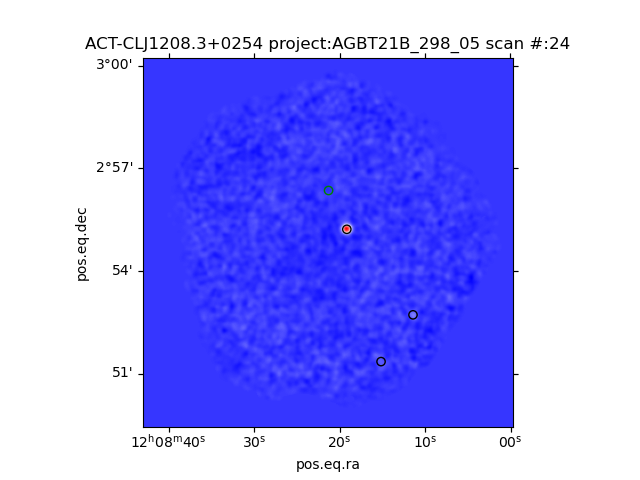 ACT-CLJ1208.3+0254 project:AGBT21B_298_05 scan #:24
3°00'
2°57'
54'
51'
pos.eq.dec
12ʰ08ᵐ40ˢ 30ˢ 20ˢ 10ˢ 00ˢ
pos.eq.ra